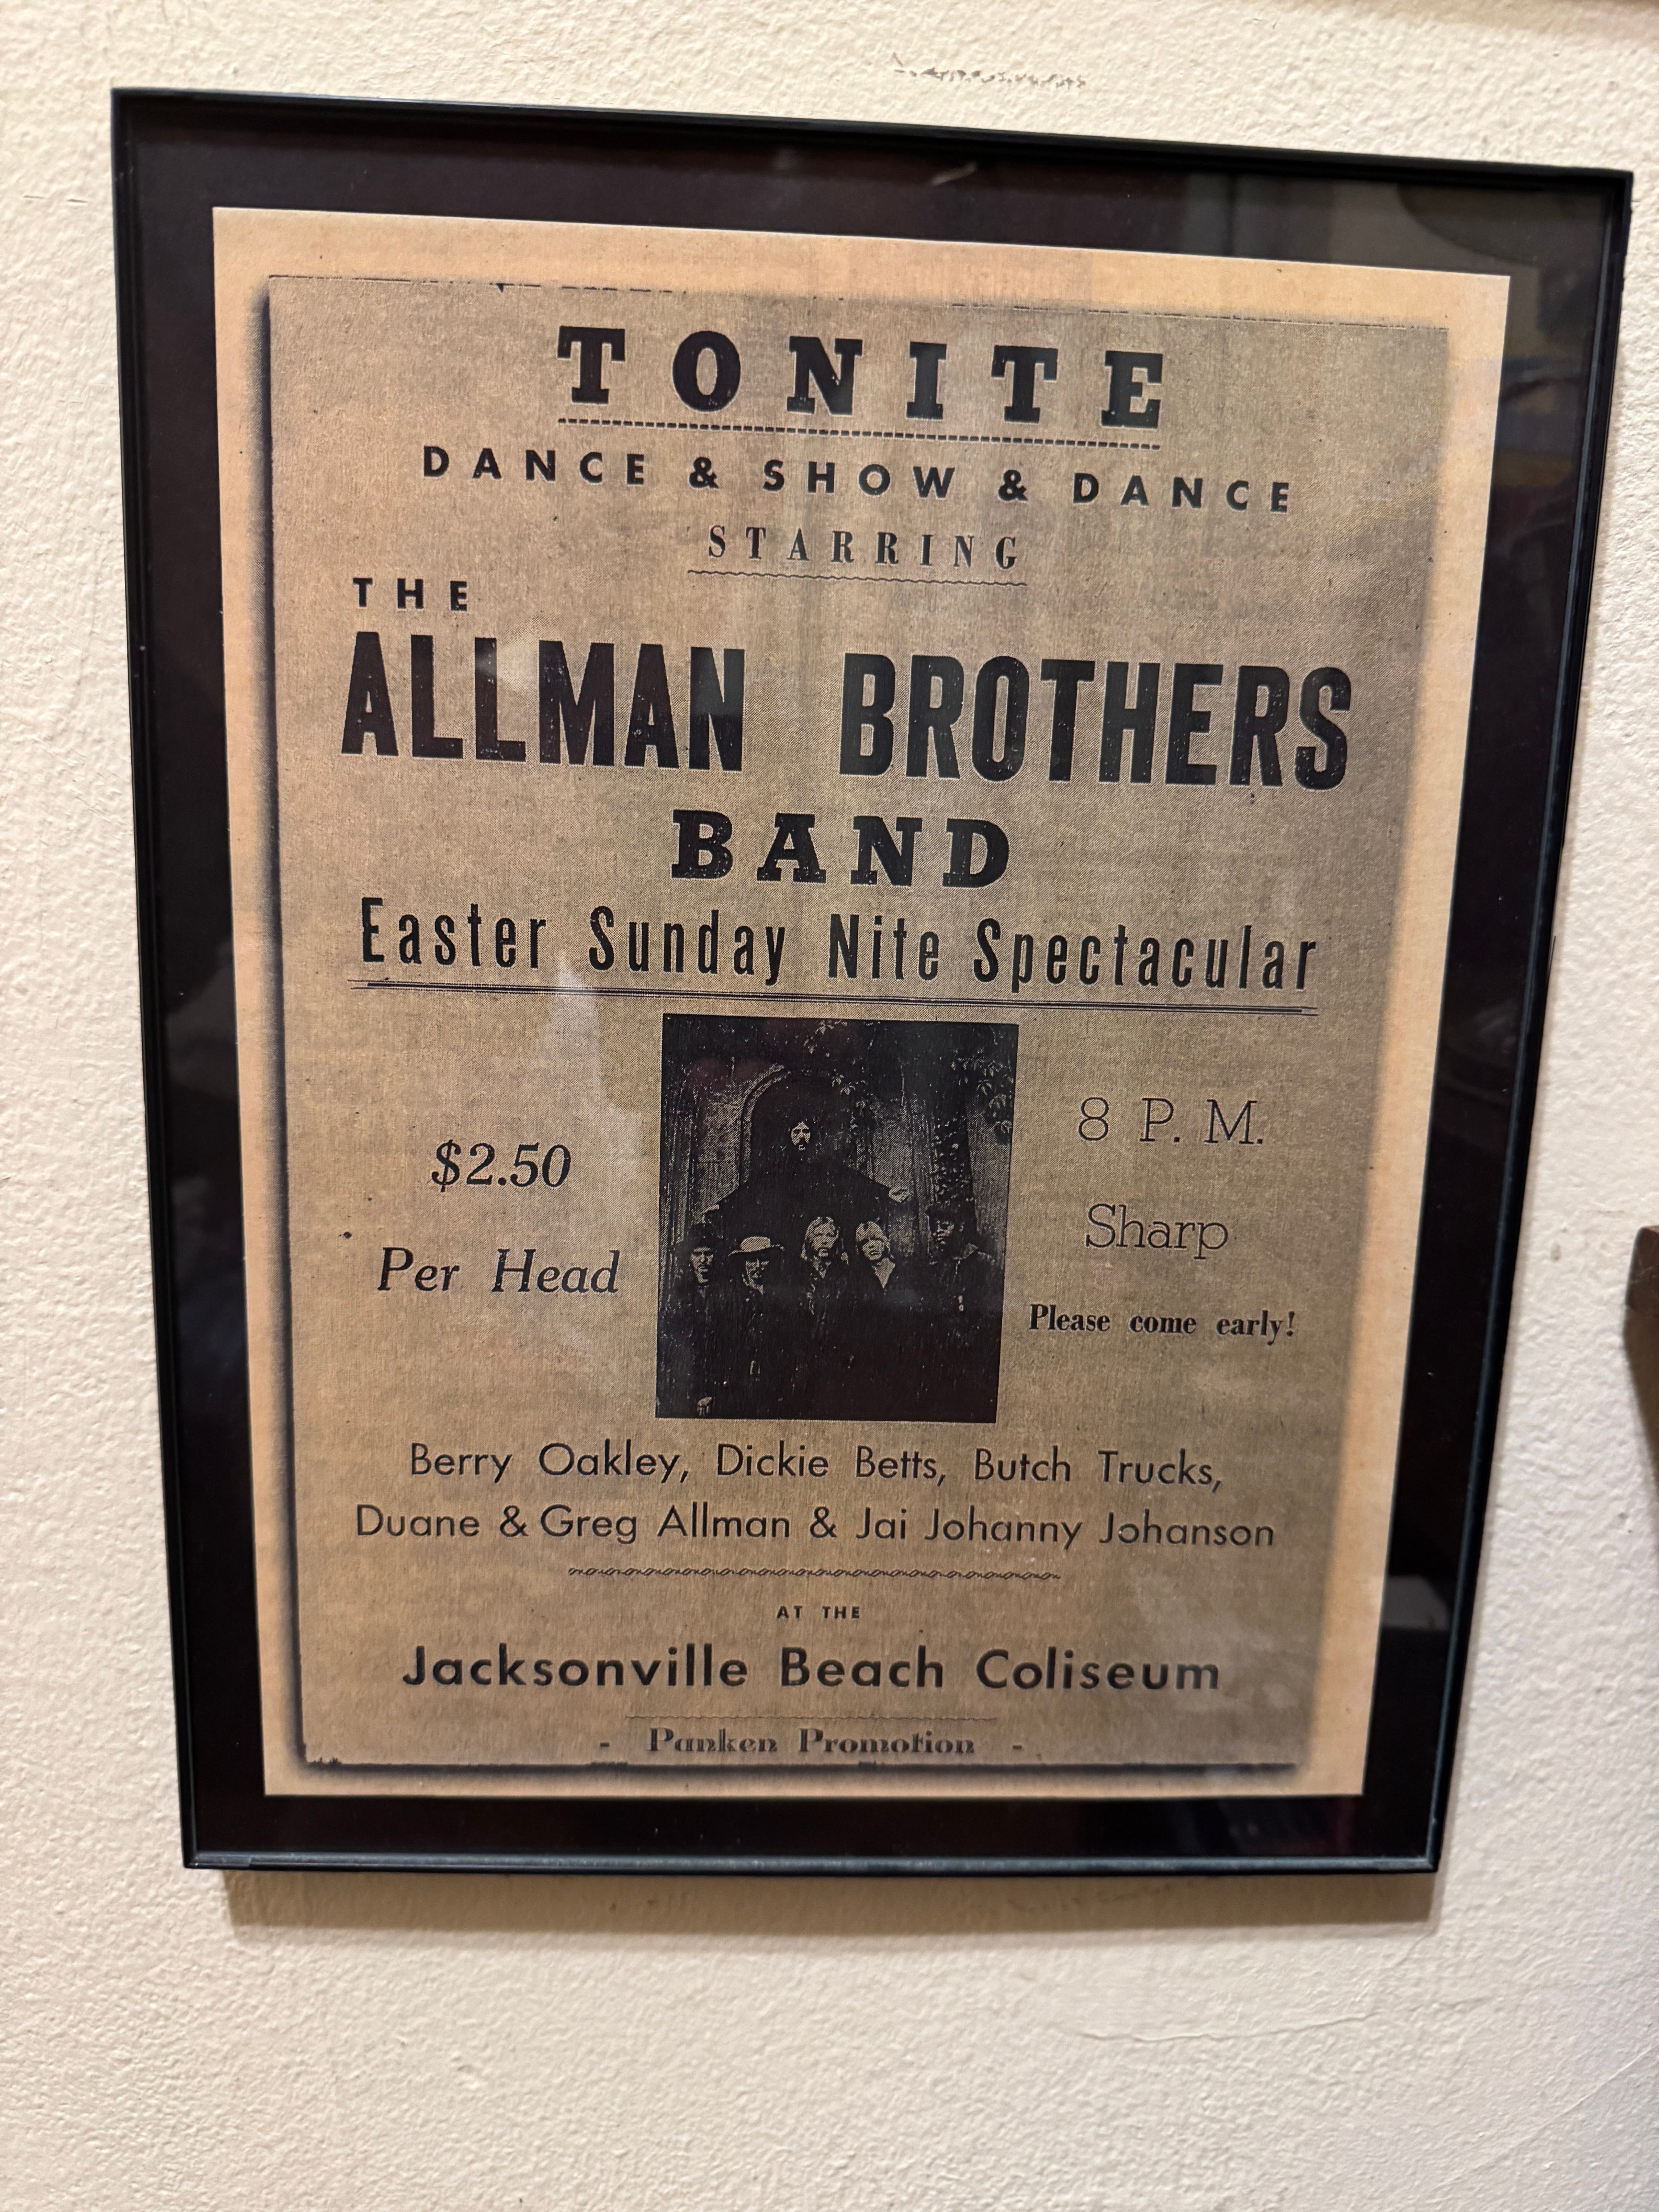 TONITE
DANCE & SHOW & DANCE
STARRING
THE
ALLMAN BROTHERS
BAND
Easter Sunday Nite Spectacular
$2.50
Per Head
8 P. M.
Sharp
Please come early!
Berry Oakley, Dickie Betts, Butch Trucks,
Duane & Greg Allman & Jai Johanny Johanson
AT THE
Jacksonville Beach Coliseum
- Panken Promotion -